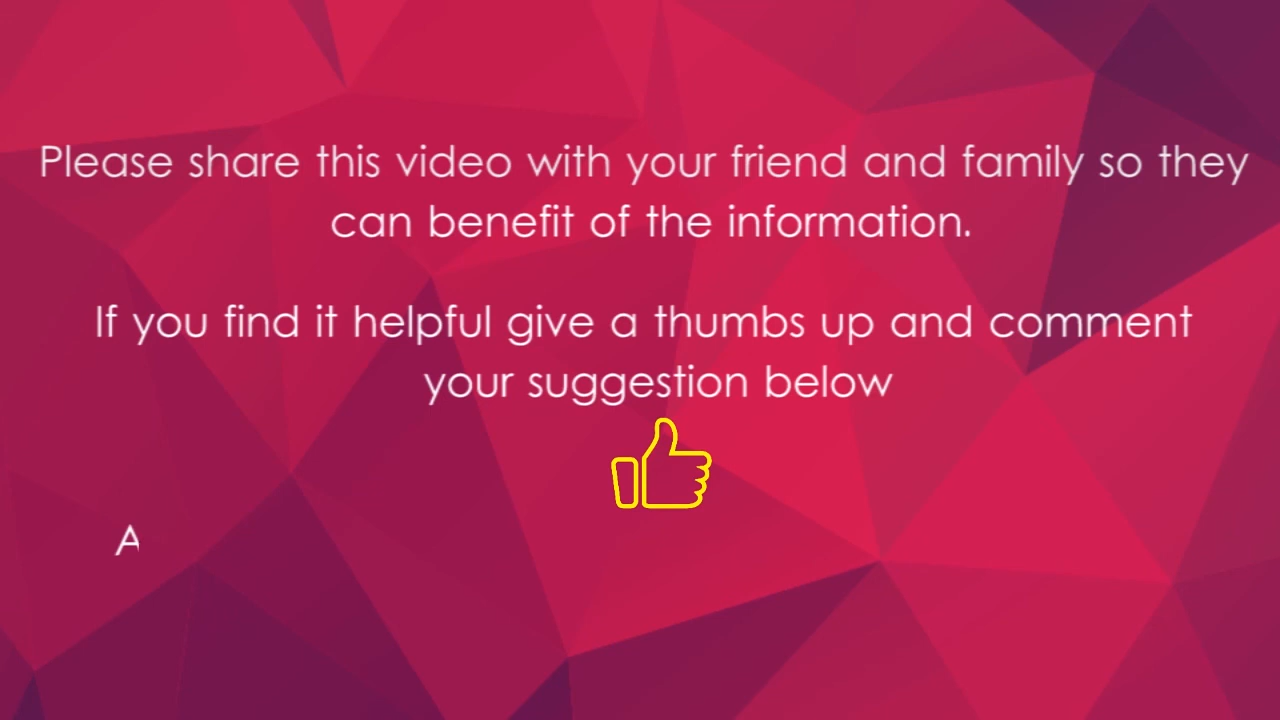 Please share this video with your friend and family so they
can benefit of the information.
If you find it helpful give a thumbs up and comment
your suggestion below
A